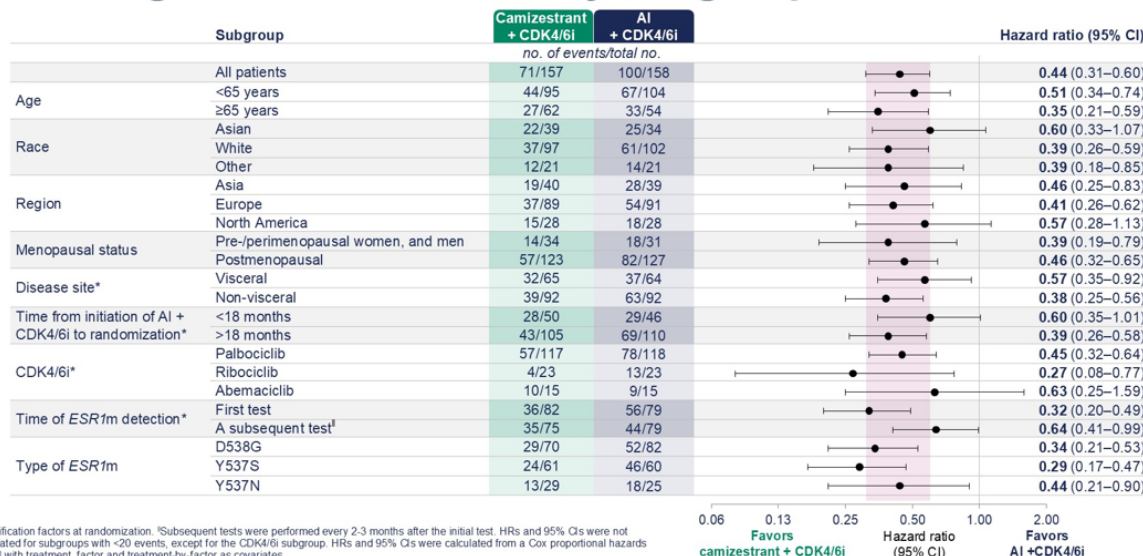 Camizestrant AI
Subgroup + CDK4/6i + CDK4/6i Hazard ratio (95% CI)
no. of events/total no.
All patients 71/157 100/158 0.44 (0.31–0.60)
Age <65 years 44/95 67/104 0.51 (0.34–0.74)
≥65 years 27/62 33/54 0.35 (0.21–0.59)
Race Asian 22/39 25/34 0.60 (0.33–1.07)
White 37/97 61/102 0.39 (0.26–0.59)
Other 12/21 14/21 0.39 (0.18–0.85)
Region Asia 19/40 28/39 0.46 (0.25–0.83)
Europe 37/89 54/91 0.41 (0.26–0.62)
North America 15/28 18/28 0.57 (0.28–1.13)
Menopausal status Pre-/perimenopausal women, and men 14/34 18/31 0.39 (0.19–0.79)
Postmenopausal 57/123 82/127 0.46 (0.32–0.65)
Disease site* Visceral 32/65 37/64 0.57 (0.35–0.92)
Non-visceral 39/92 63/92 0.38 (0.25–0.56)
Time from initiation of AI + <18 months 28/50 29/46 0.60 (0.35–1.01)
CDK4/6i to randomization* >18 months 43/105 69/110 0.39 (0.26–0.58)
CDK4/6i* Palbociclib 57/117 78/118 0.45 (0.32–0.64)
Ribociclib 4/23 13/23 0.27 (0.08–0.77)
Abemaciclib 10/15 9/15 0.63 (0.25–1.59)
Time of ESR1m detection* First test 36/82 56/79 0.32 (0.20–0.49)
A subsequent test‖ 35/75 44/79 0.64 (0.41–0.99)
Type of ESR1m D538G 29/70 52/82 0.34 (0.21–0.53)
Y537S 24/61 46/60 0.29 (0.17–0.47)
Y537N 13/29 18/25 0.44 (0.21–0.90)
0.06 0.13 0.25 0.50 1.00 2.00
Favors Hazard ratio Favors
camizestrant + CDK4/6i (95% CI) AI +CDK4/6i
factors at randomization. ‖Subsequent tests were performed every 2-3 months after the initial test. HRs and 95% CIs were not
for subgroups with <20 events, except for the CDK4/6i subgroup. HRs and 95% CIs were calculated from a Cox proportional hazards
with treatment, factor and treatment-by-factor as covariates